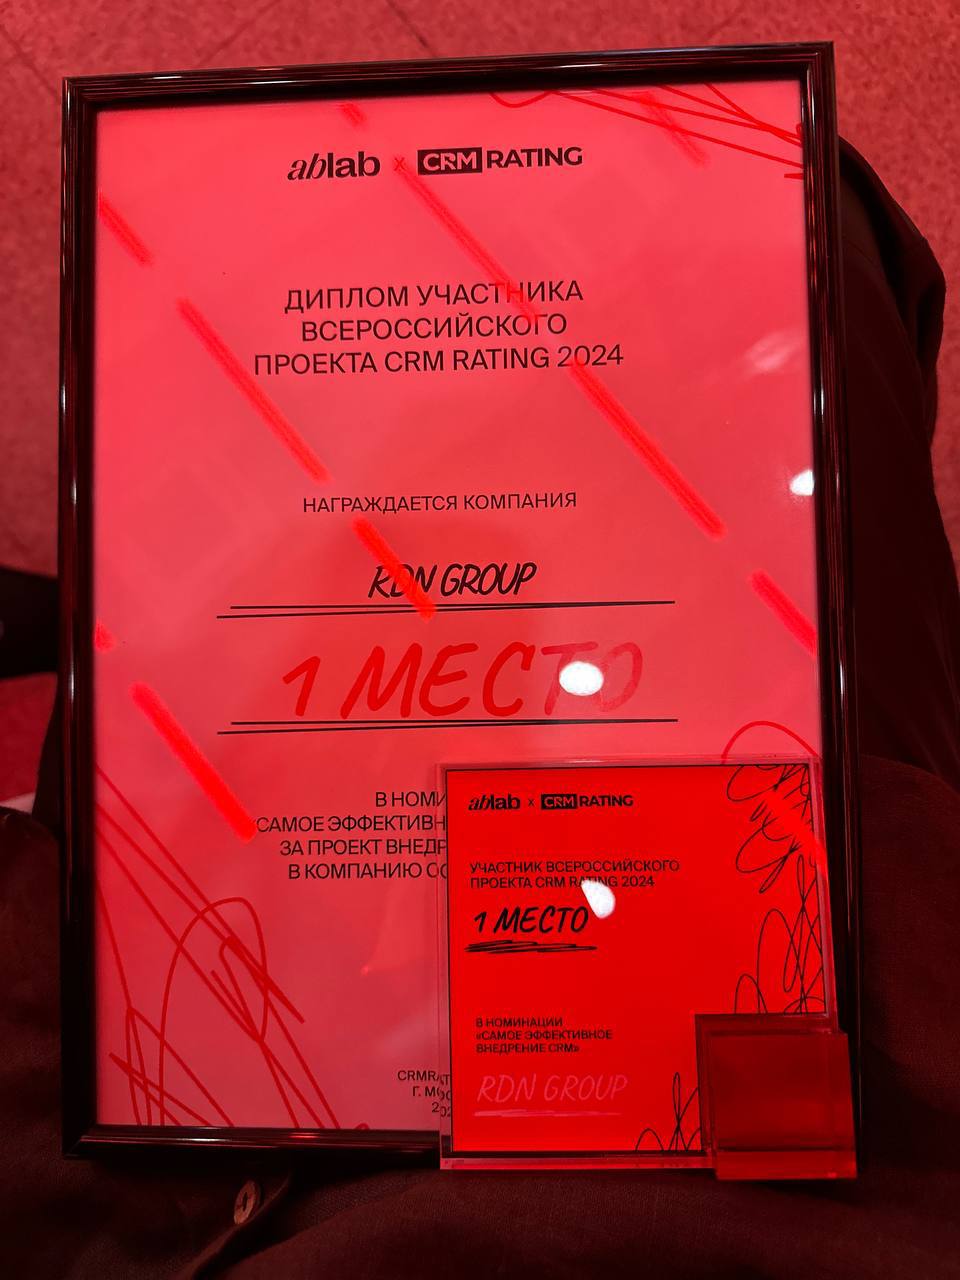 ablab x CRM RATING
ДИПЛОМ УЧАСТНИКА
ВСЕРОССИЙСКОГО
ПРОЕКТА CRM RATING 2024
НАГРАЖДАЕТСЯ КОМПАНИЯ
RDN GROUP
1 МЕСТО
В НОМИ
«САМОЕ ЭФФЕКТИВН
ЗА ПРОЕКТ ВНЕДР
В КОМПАНИЮ
CRMRAT
Г. МОС
ablab x CRM RATING
УЧАСТНИК ВСЕРОССИЙСКОГО
ПРОЕКТА CRM RATING 2024
1 МЕСТО
В НОМИНАЦИИ
«САМОЕ ЭФФЕКТИВНОЕ
ВНЕДРЕНИЕ CRM»
RDN GROUP